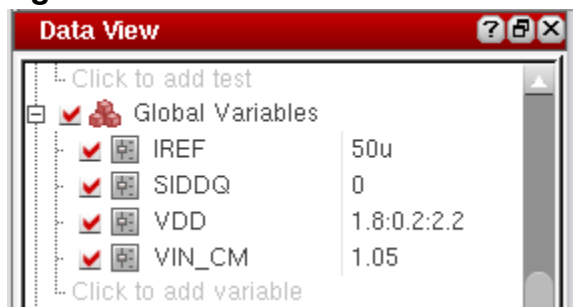 Data View
Click to add test
Global Variables
IREF 50u
SIDDQ 0
VDD 1.8:0.2:2.2
VIN_CM 1.05
Click to add variable